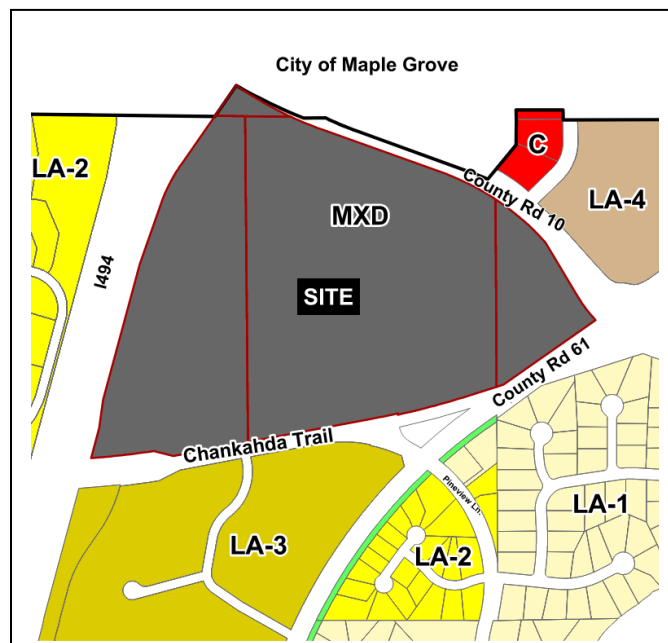 City of Maple Grove
C
LA-2
County Rd 10
LA-4
MXD
I494
SITE
County Rd 61
Chankahda Trail
Pineview Ln.
LA-1
LA-3
LA-2